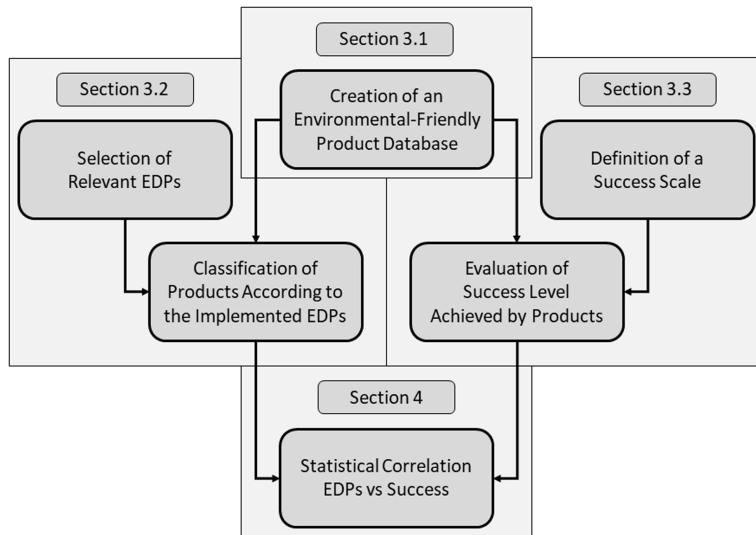 Section 3.1
Creation of an
Environmental-Friendly
Product Database
Section 3.2
Selection of
Relevant EDPs
Classification of
Products According to
the Implemented EDPs
Section 3.3
Definition of a
Success Scale
Evaluation of
Success Level
Achieved by Products
Section 4
Statistical Correlation
EDPs vs Success